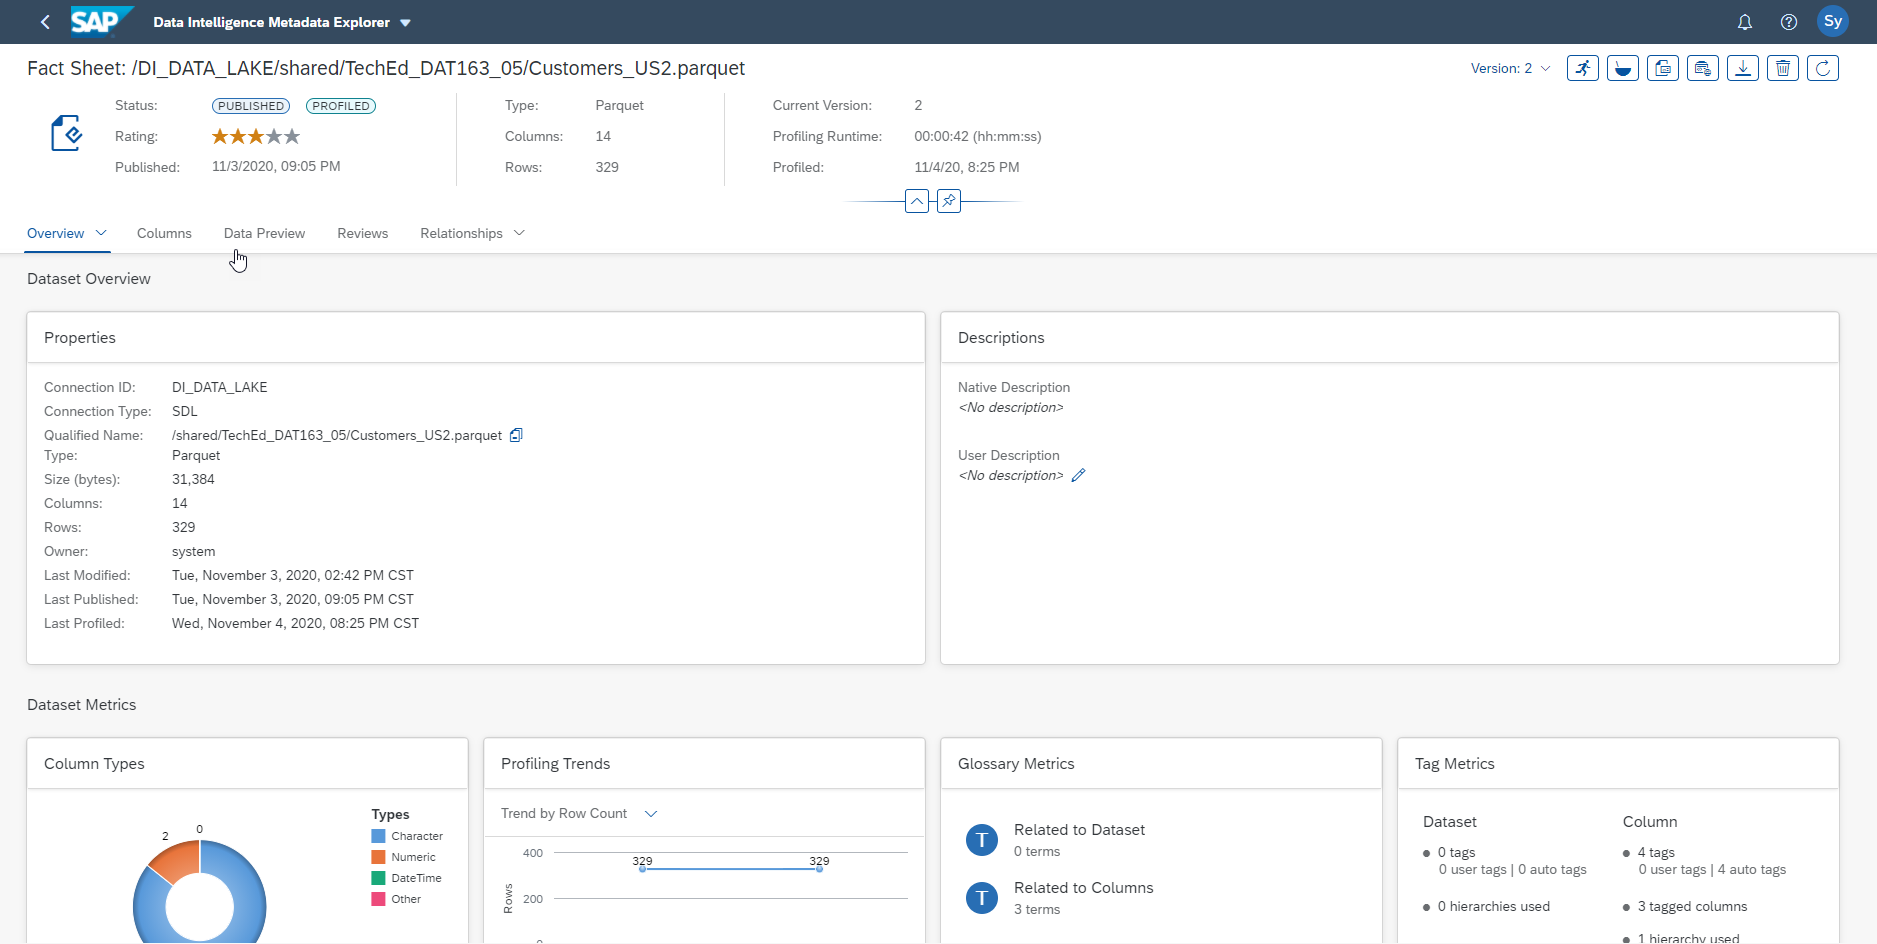 SAP Data Intelligence Metadata Explorer Sy
Fact Sheet: /DI_DATA_LAKE/shared/TechEd_DAT163_05/Customers_US2.parquet Version: 2
Status: PUBLISHED PROFILED Type: Parquet Current Version: 2
Rating: Columns: 14 Profiling Runtime: 00:00:42 (hh:mm:ss)
Published: 11/3/2020, 09:05 PM Rows: 329 Profiled: 11/4/20, 8:25 PM
Overview Columns Data Preview Reviews Relationships
Dataset Overview
Properties
Connection ID: DI_DATA_LAKE
Connection Type: SDL
Qualified Name: /shared/TechEd_DAT163_05/Customers_US2.parquet
Type: Parquet
Size (bytes): 31,384
Columns: 14
Rows: 329
Owner: system
Last Modified: Tue, November 3, 2020, 02:42 PM CST
Last Published: Tue, November 3, 2020, 09:05 PM CST
Last Profiled: Wed, November 4, 2020, 08:25 PM CST
Descriptions
Native Description
<No description>
User Description
<No description>
Dataset Metrics
Column Types
2 0
Types
Character
Numeric
DateTime
Other
Profiling Trends
Trend by Row Count
400
329 329
Rows
200
0
Glossary Metrics
T Related to Dataset
0 terms
T Related to Columns
3 terms
Tag Metrics
Dataset
0 tags
0 user tags | 0 auto tags
0 hierarchies used
Column
4 tags
0 user tags | 4 auto tags
3 tagged columns
1 hierarchy used